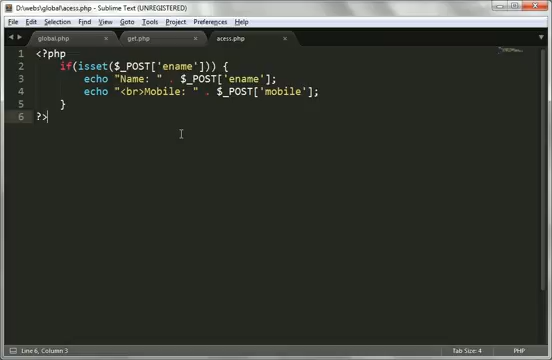 D:\webs\global\acess.php - Sublime Text (UNREGISTERED)
File Edit Selection Find View Goto Tools Project Preferences Help
global.php × get.php × acess.php ×
1 <?php
2 if(isset($_POST['ename'])) {
3 echo "Name: " . $_POST['ename'];
4 echo "<br>Mobile: " . $_POST['mobile'];
5 }
6 ?>
Line 6, Column 3 Tab Size: 4 PHP